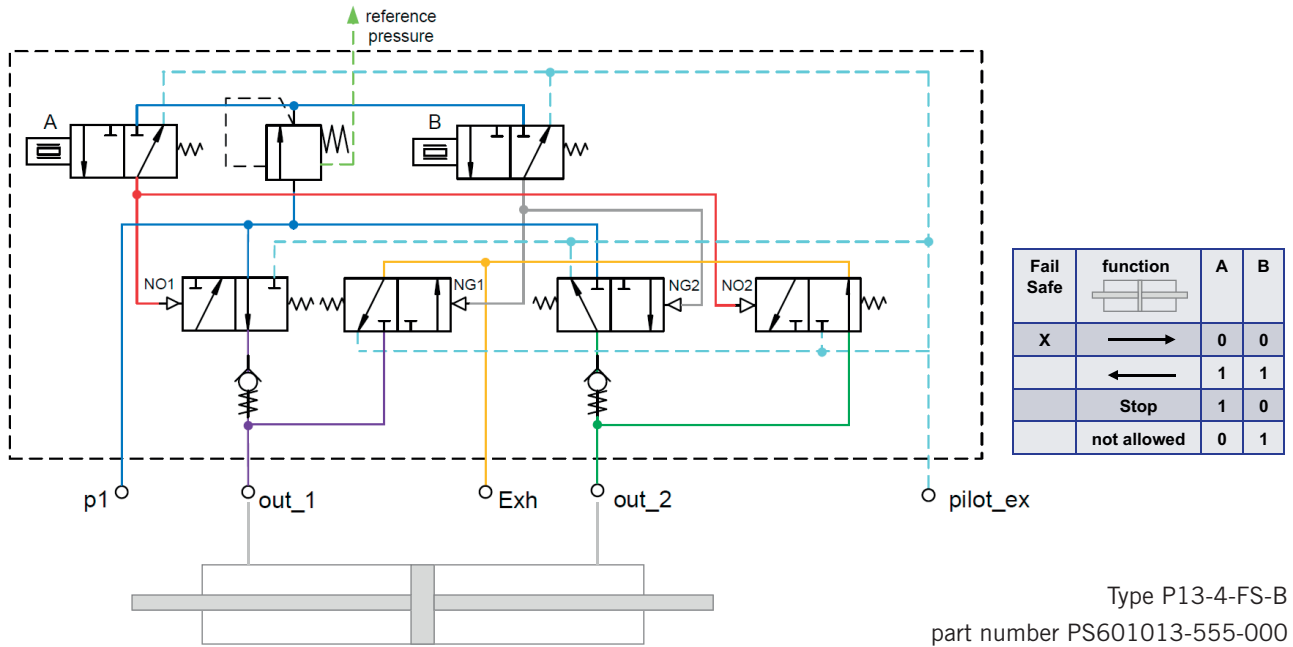 reference
pressure
A
B
NO1
NG1
NG2
NO2
p1
out_1
Exh
out_2
pilot_ex
Fail Safe function A B
X 0 0
1 1
Stop 1 0
not allowed 0 1
Type P13-4-FS-B
part number PS601013-555-000